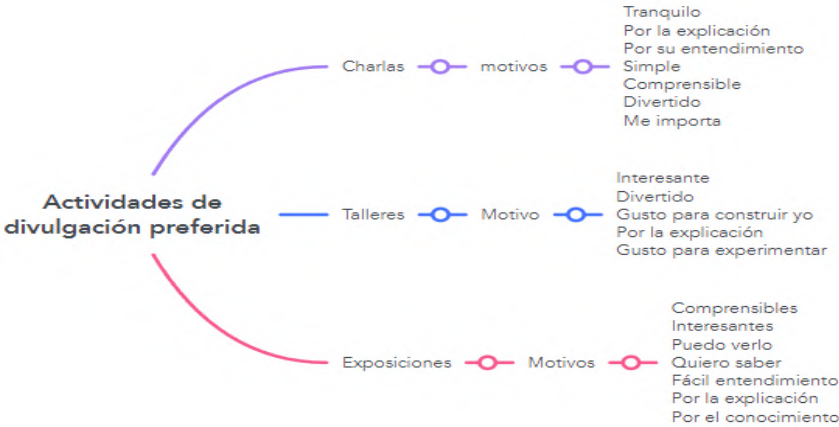 Actividades de
divulgación preferida
Charlas
motivos
Tranquilo
Por la explicación
Por su entendimiento
Simple
Comprensible
Divertido
Me importa
Talleres
Motivo
Interesante
Divertido
Gusto para construir yo
Por la explicación
Gusto para experimentar
Exposiciones
Motivos
Comprensibles
Interesantes
Puedo verlo
Quiero saber
Fácil entendimiento
Por la explicación
Por el conocimiento